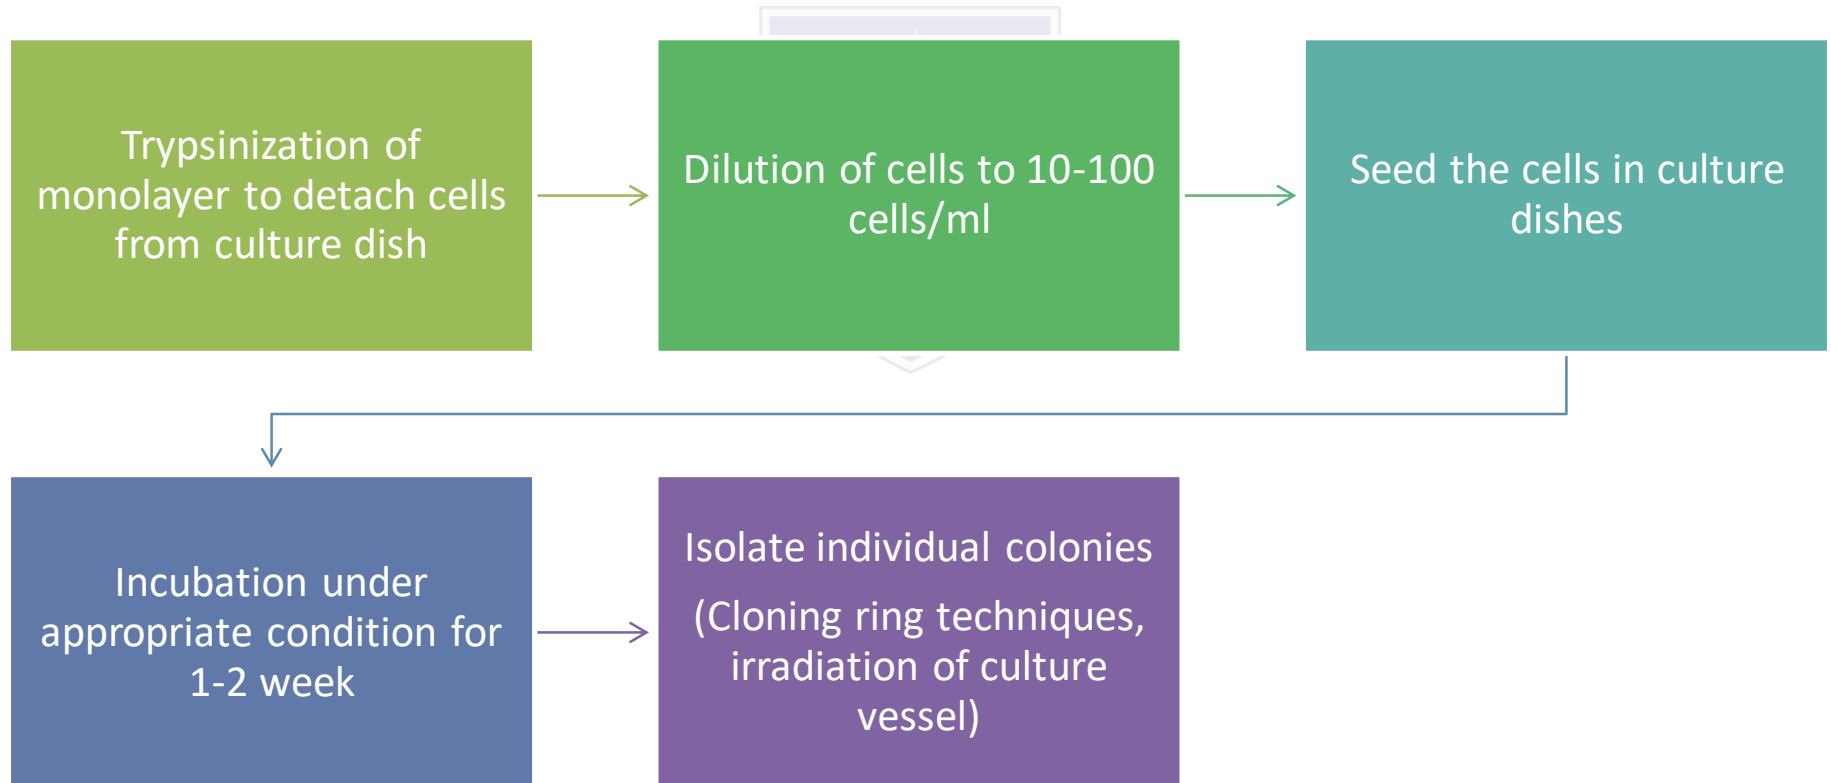 Trypsinization of
monolayer to detach cells
from culture dish
Dilution of cells to 10-100
cells/ml
Seed the cells in culture
dishes
Incubation under
appropriate condition for
1-2 week
Isolate individual colonies
(Cloning ring techniques,
irradiation of culture
vessel)